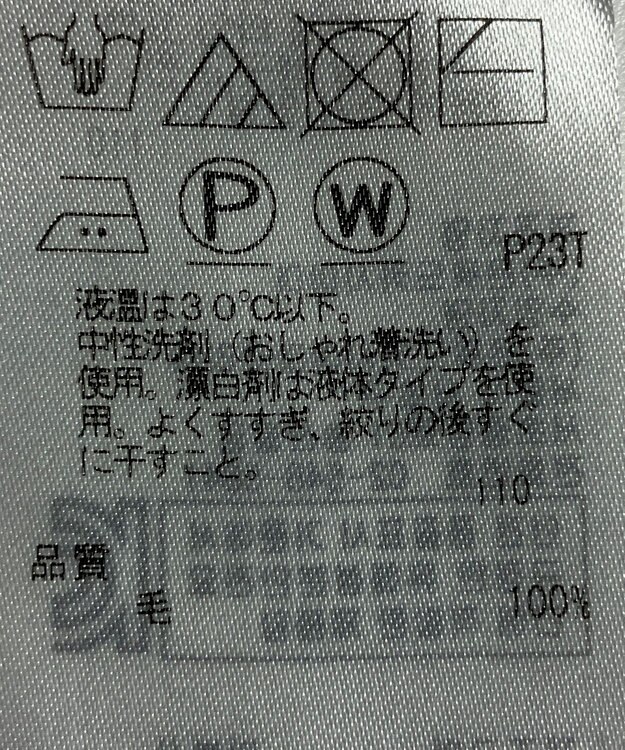 P
W
P23T
液温は30℃以下。
中性洗剤(おしゃれ着洗い)を
使用。漂白剤は液体タイプを使
用。よくすすぎ、絞りの後すぐ
に干すこと。
110
品質
毛 100%